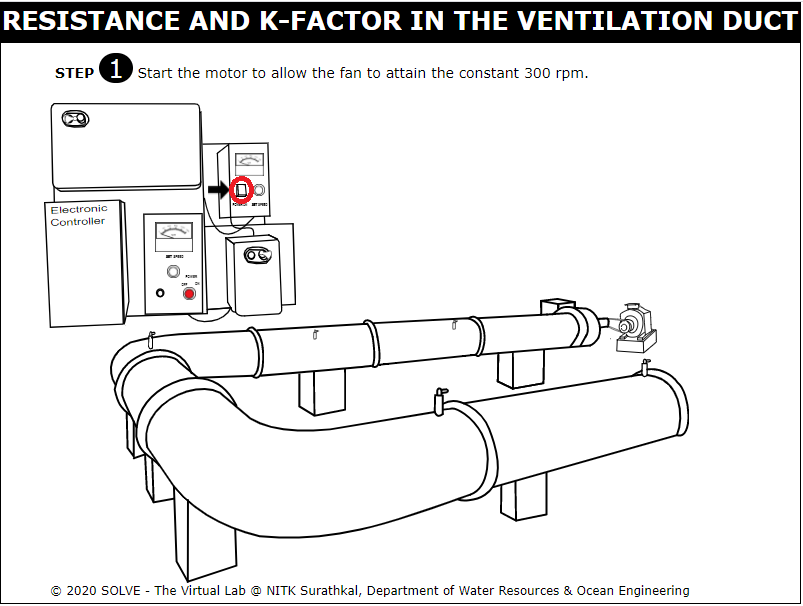 RESISTANCE AND K-FACTOR IN THE VENTILATION DUCT
STEP 1 Start the motor to allow the fan to attain the constant 300 rpm.
POWER ON SET SPEED
Electronic
Controller
SET SPEED
POWER
OFF ON
© 2020 SOLVE - The Virtual Lab @ NITK Surathkal, Department of Water Resources & Ocean Engineering